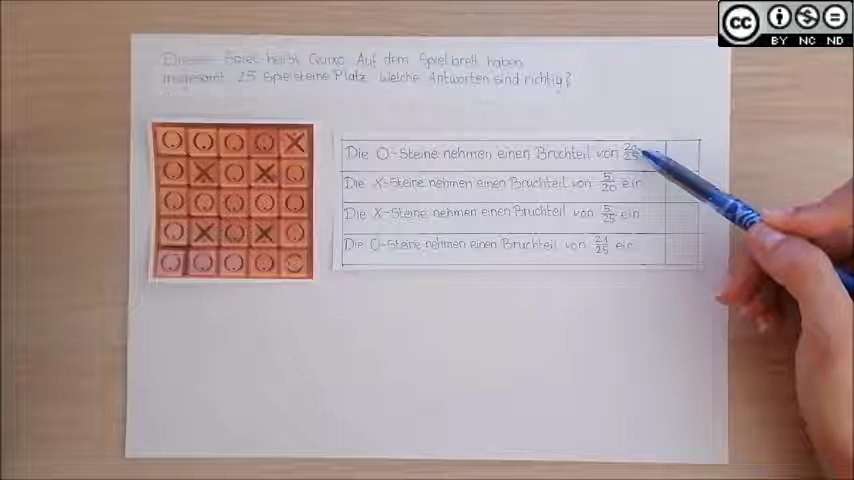 Dieses Spiel heißt Quixo. Auf dem Spielbrett haben
insgesamt 25 Spielsteine Platz. Welche Antworten sind richtig?
Die O-Steine nehmen einen Bruchteil von 20/25
Die X-Steine nehmen einen Bruchteil von 5/20 ein
Die X-Steine nehmen einen Bruchteil von 5/25 ein
Die O-Steine nehmen einen Bruchteil von 21/25 ein
cc
BY NC ND